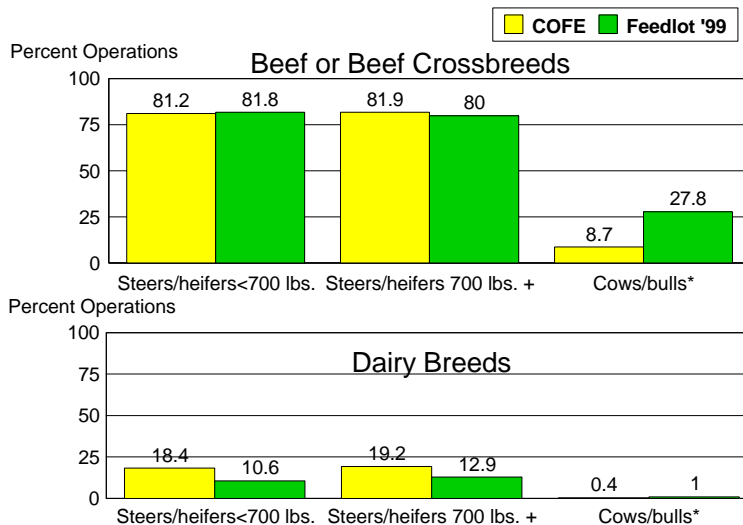 COFE Feedlot '99
Percent Operations
Beef or Beef Crossbreeds
100
81.2 81.8 81.9 80
75
50
27.8
25
8.7
0
Steers/heifers<700 lbs. Steers/heifers 700 lbs. + Cows/bulls*
Percent Operations
100
Dairy Breeds
75
50
25
18.4 10.6 19.2 12.9 0.4 1
0
Steers/heifers<700 lbs. Steers/heifers 700 lbs. + Cows/bulls*